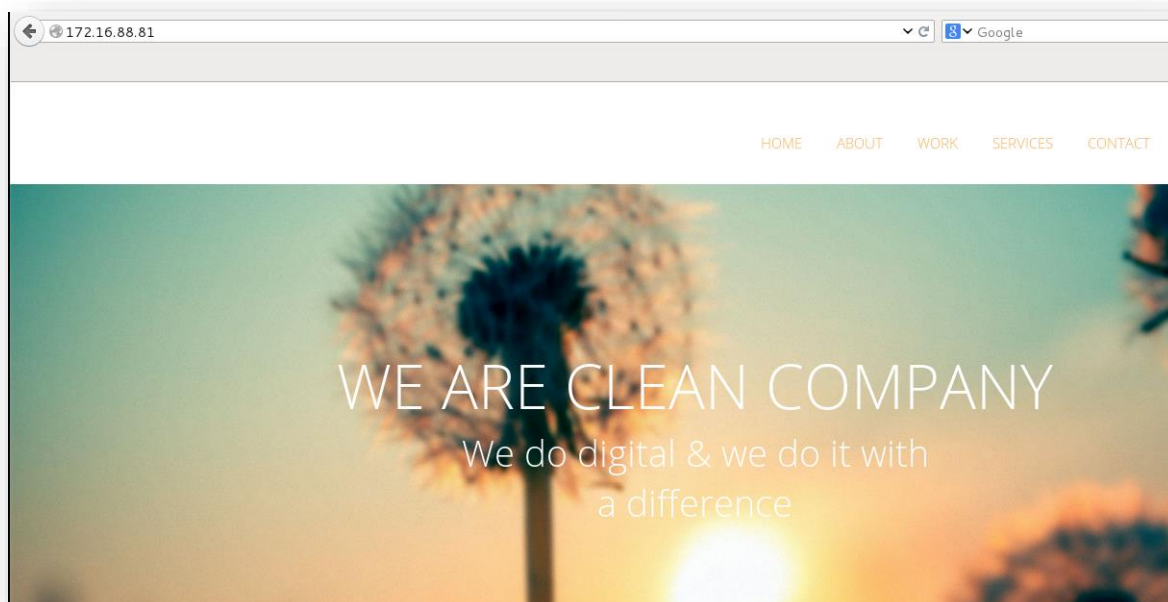 172.16.88.81
Google
HOME ABOUT WORK SERVICES CONTACT
WE ARE CLEAN COMPANY
We do digital & we do it with
a difference